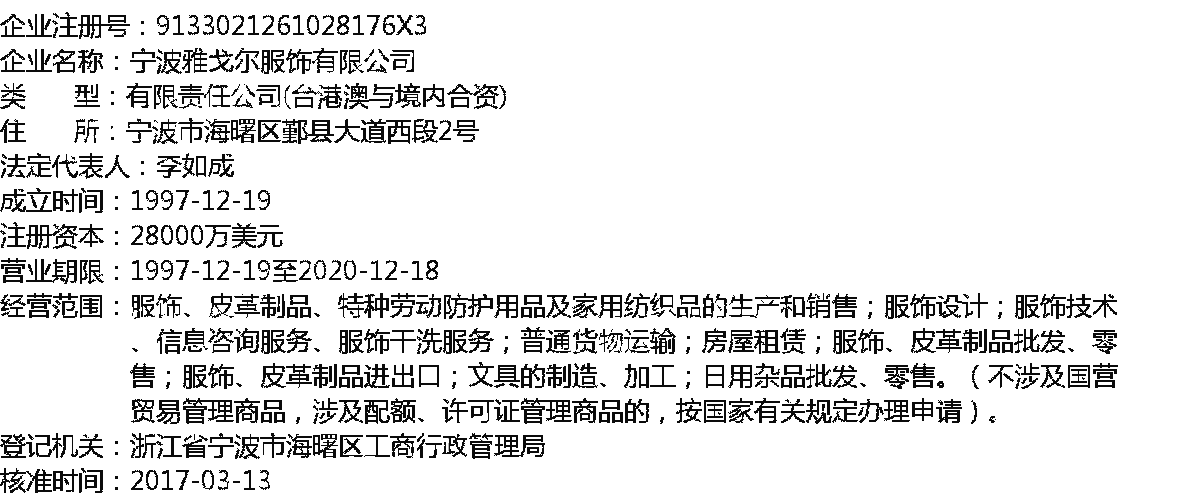 企业注册号：9133021261028176X3
企业名称：宁波雅戈尔服饰有限公司
类　　型：有限责任公司(台港澳与境内合资)
住　　所：宁波市海曙区鄞县大道西段2号
法定代表人：李如成
成立时间：1997-12-19
注册资本：28000万美元
营业期限：1997-12-19至2020-12-18
经营范围：服饰、皮革制品、特种劳动防护用品及家用纺织品的生产和销售；服饰设计；服饰技术
、信息咨询服务、服饰干洗服务；普通货物运输；房屋租赁；服饰、皮革制品批发、零
售；服饰、皮革制品进出口；文具的制造、加工；日用杂品批发、零售。（不涉及国营
贸易管理商品，涉及配额、许可证管理商品的，按国家有关规定办理申请）。
登记机关：浙江省宁波市海曙区工商行政管理局
核准时间：2017-03-13